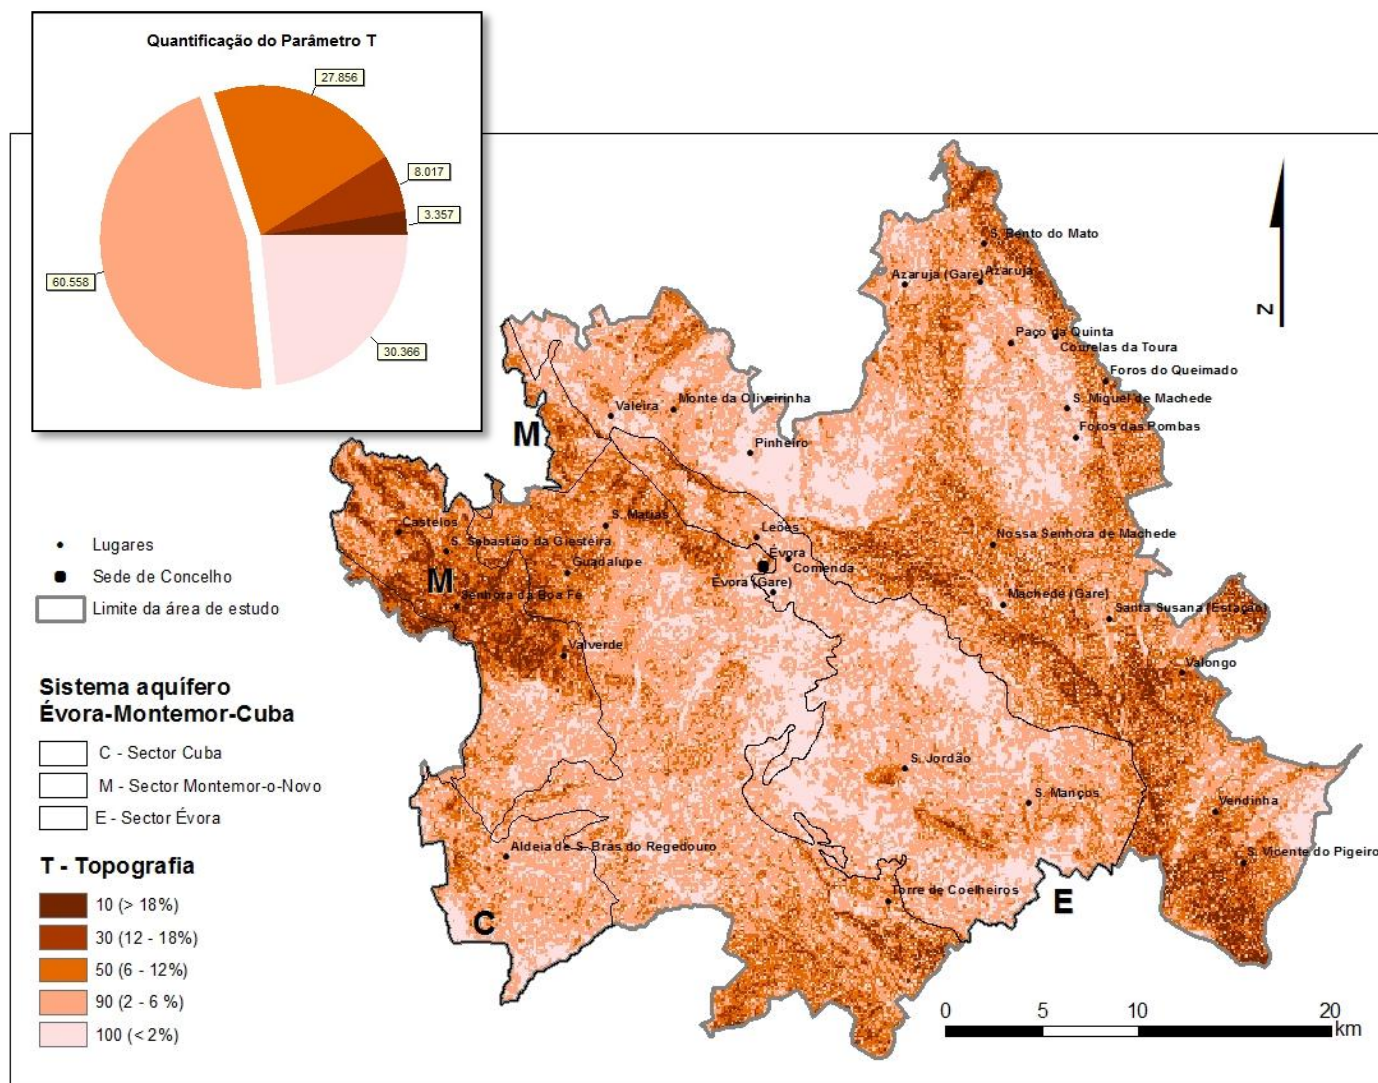 Quantificação do Parâmetro T
27.856
8.017
3.357
60.558
30.366
S. Bento do Mato
Azaruja (Gare)
Azaruja
Paço da Quinta
Courelas da Toura
Foros do Queimado
S. Miguel de Machede
Foros das Pombas
Valeira
Monte da Oliveirinha
Pinheiro
M
Castelos
S. Matias
S. Sebastião da Giesteira
Guadalupe
M
Senhora da Boa Fé
Valverde
Leões
Évora
Comenda
Évora (Gare)
Nossa Senhora de Machede
Machede (Gare)
Santa Susana (Estação)
Valongo
S. Jordão
S. Manços
Vendinha
S. Vicente do Pigeiro
Aldeia de S. Brás do Regedouro
Torre de Coelheiros
C
E
N
Lugares
Sede de Concelho
Limite da área de estudo
Sistema aquífero
Évora-Montemor-Cuba
C - Sector Cuba
M - Sector Montemor-o-Novo
E - Sector Évora
T - Topografia
10 (> 18%)
30 (12 - 18%)
50 (6 - 12%)
90 (2 - 6 %)
100 (< 2%)
0 5 10 20
km